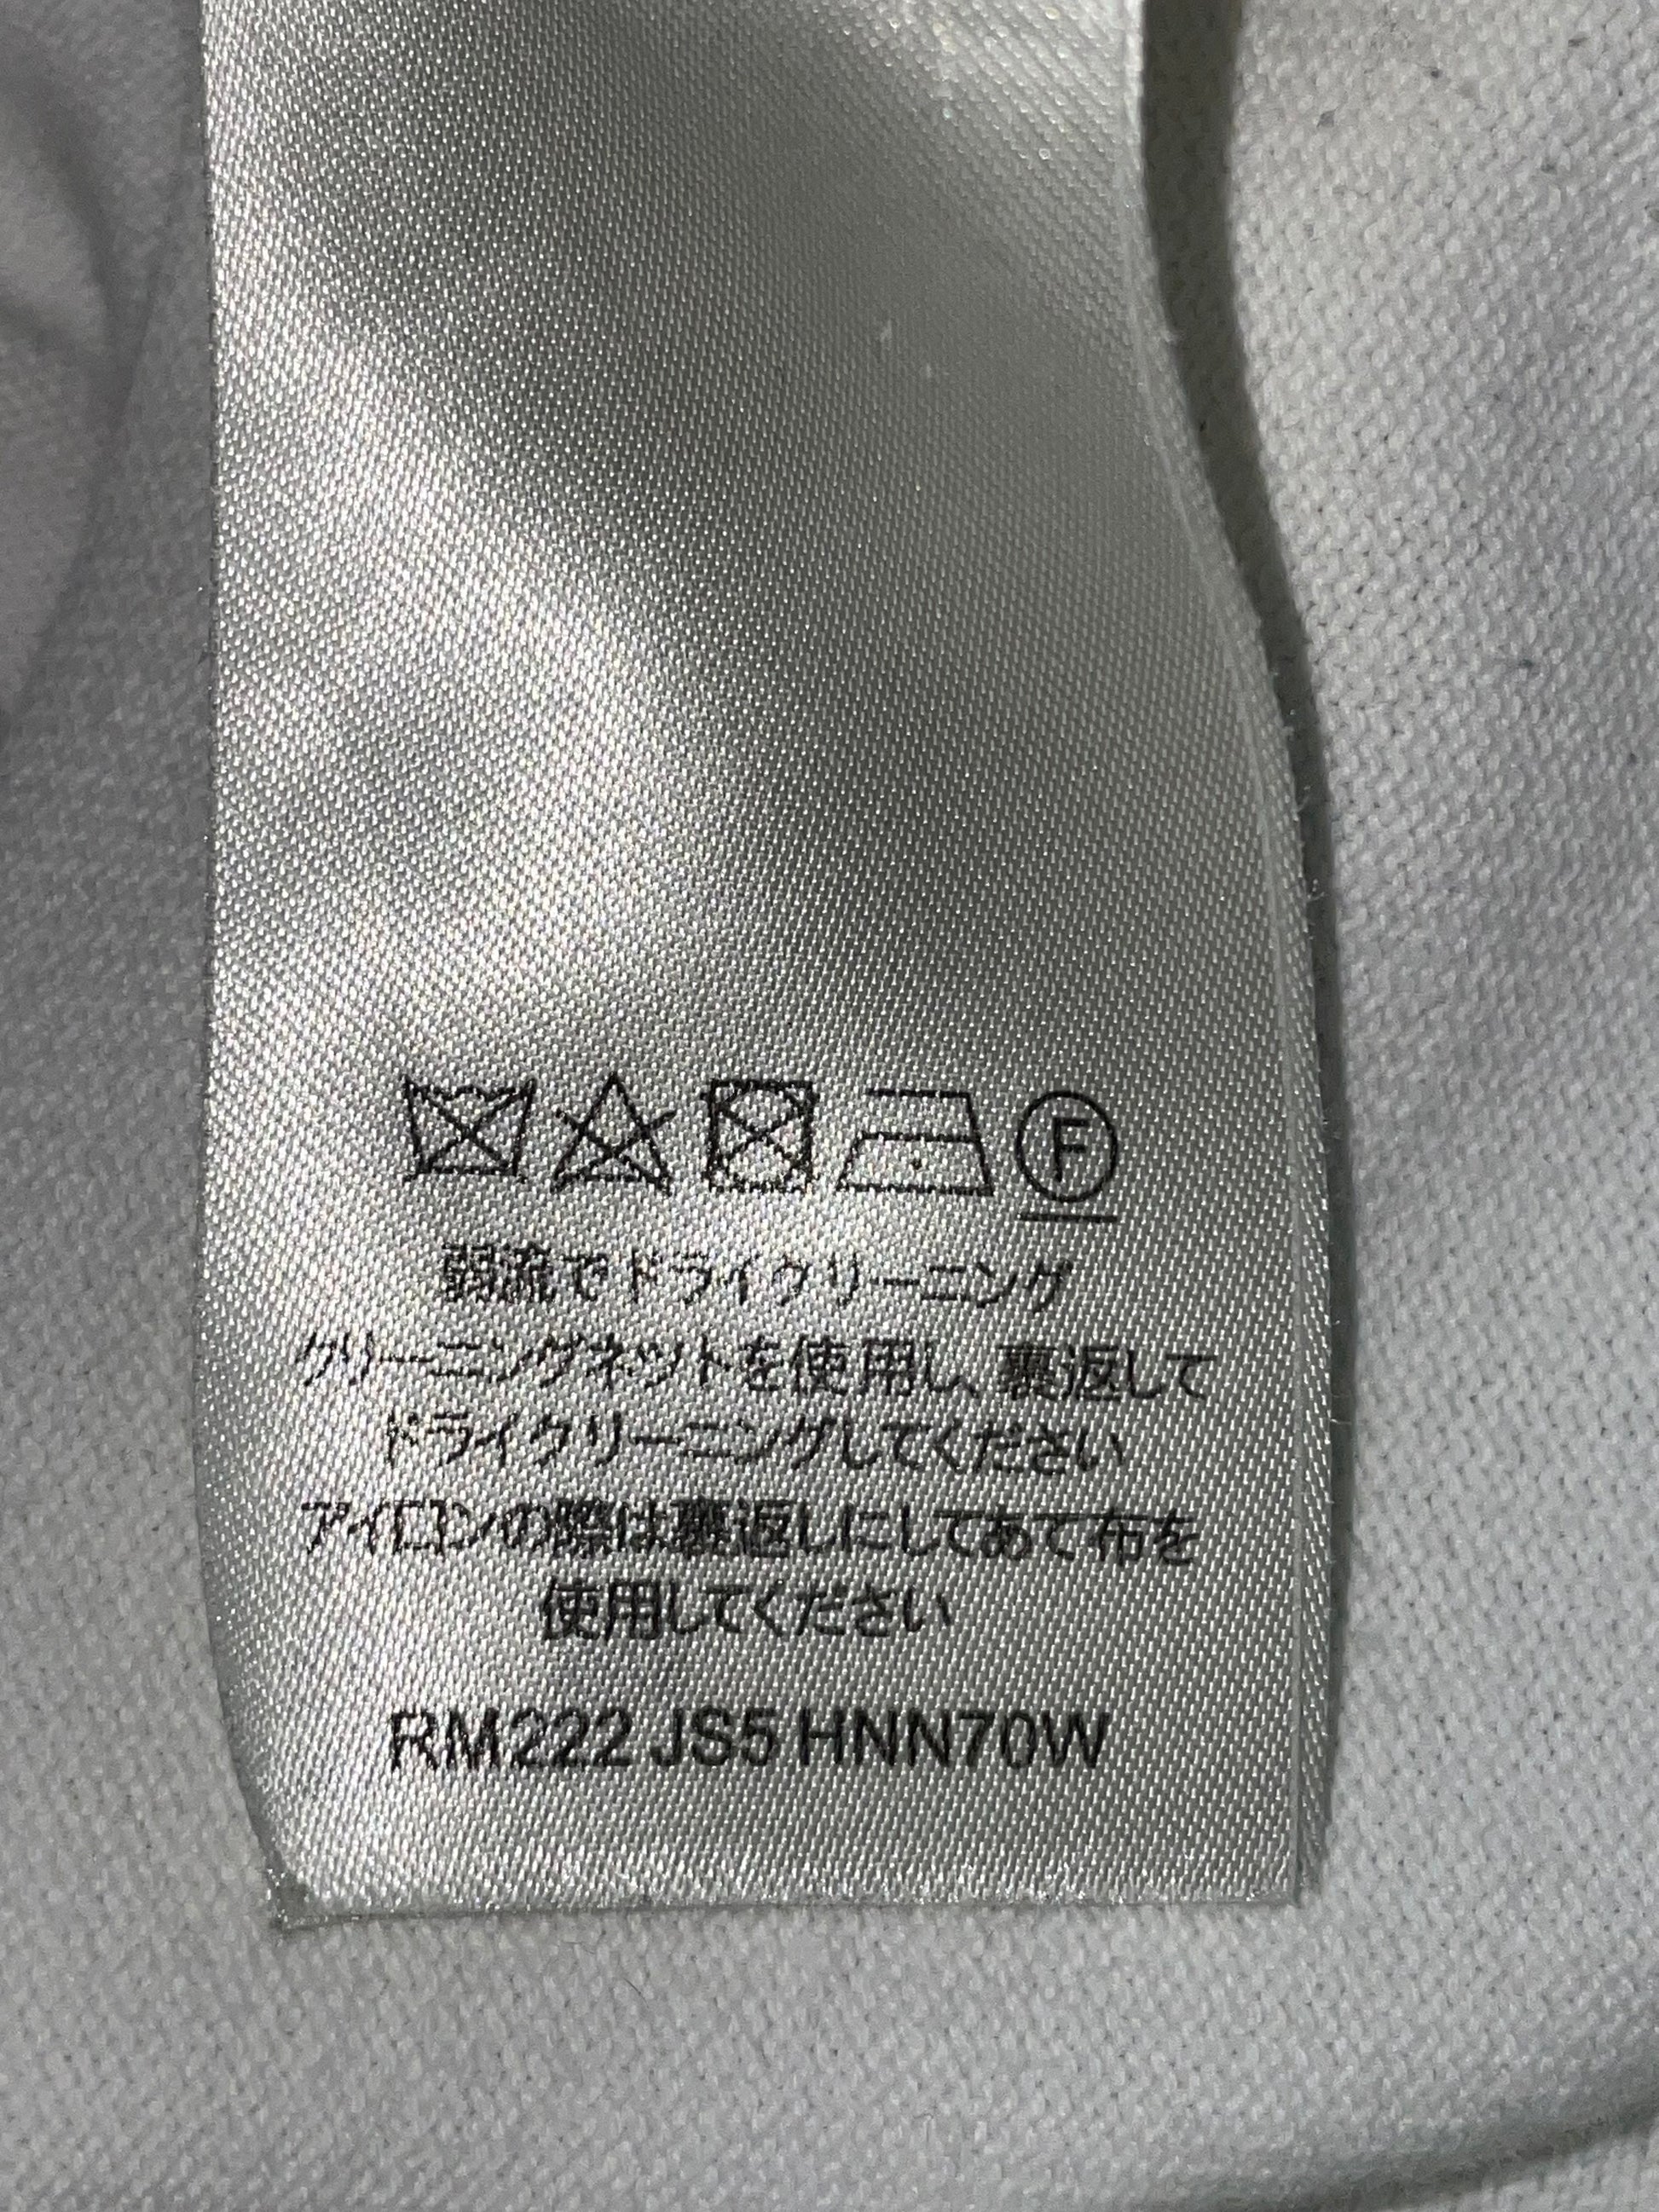 F
弱流でドライクリーニング
クリーニングネットを使用し、裏返して
ドライクリーニングしてください
アイロンの際は裏返しにしてあて布を
使用してください
RM222 JS5 HNN70W